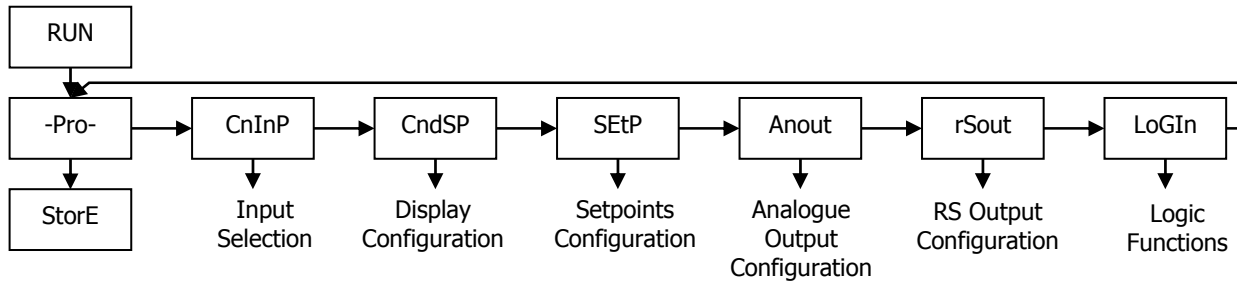 RUN
-Pro-
CnInP
CndSP
SEtP
Anout
rSout
LoGIn
StorE
Input
Selection
Display
Configuration
Setpoints
Configuration
Analogue
Output
Configuration
RS Output
Configuration
Logic
Functions